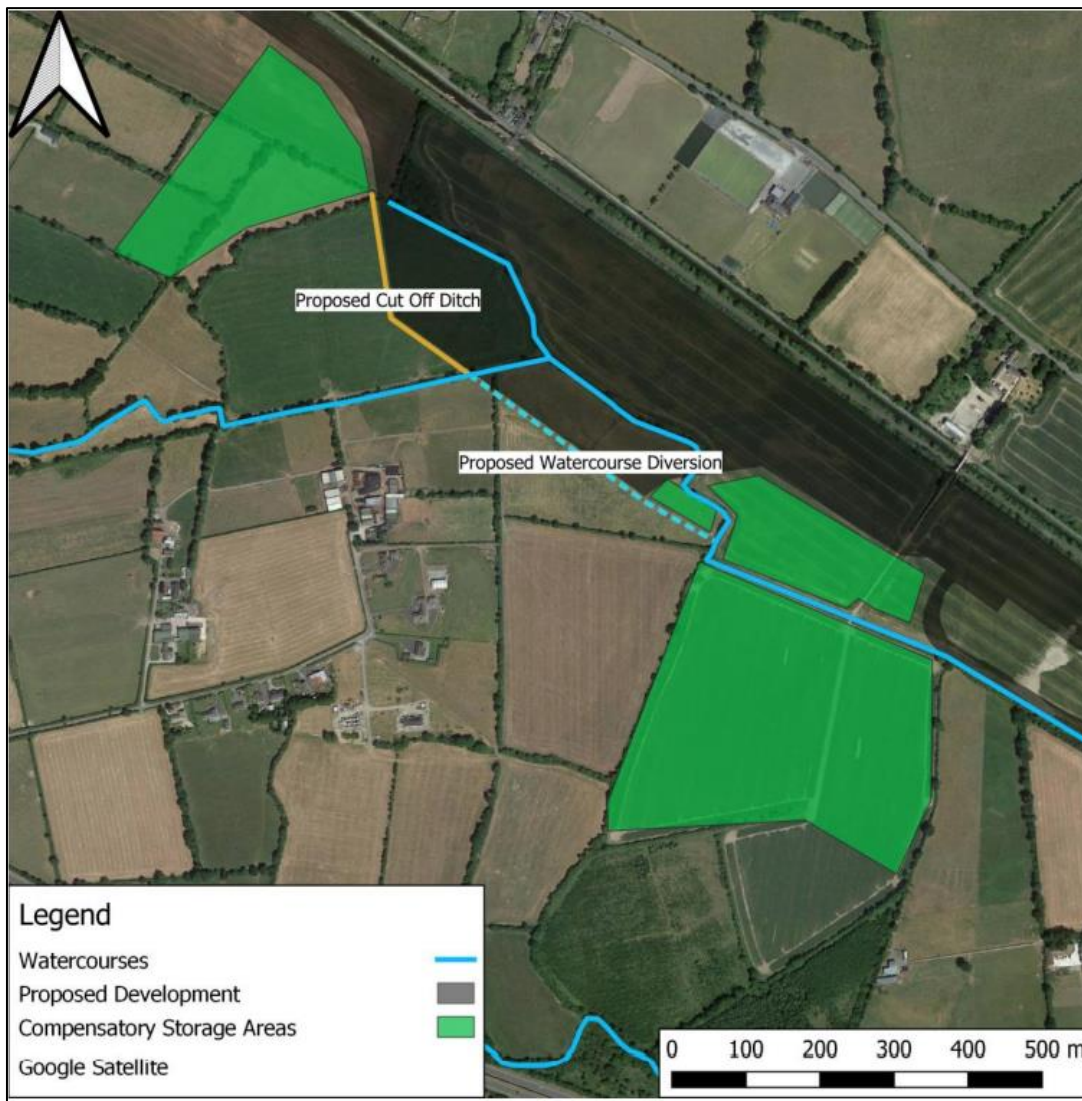 Proposed Cut Off Ditch
Proposed Watercourse Diversion
Legend
Watercourses
Proposed Development
Compensatory Storage Areas
Google Satellite
0 100 200 300 400 500 m